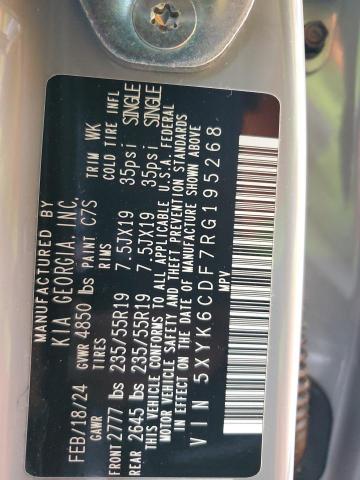 MANUFACTURED BY
KIA GEORGIA, INC.
FEB/18/24 GVWR 4850 lbs PAINT C7S TRIM WK
GAWR TIRES RIMS COLD TIRE INFL
FRONT 2777 lbs 235/55R19 7.5JX19 35psi SINGLE
REAR 2645 lbs 235/55R19 7.5JX19 35psi SINGLE
THIS VEHICLE CONFORMS TO ALL APPLICABLE U.S.A. FEDERAL
MOTOR VEHICLE SAFETY AND THEFT PREVENTION STANDARDS
IN EFFECT ON THE DATE OF MANUFACTURE SHOWN ABOVE
VIN 5XYK6CDF7RG195268
MPV